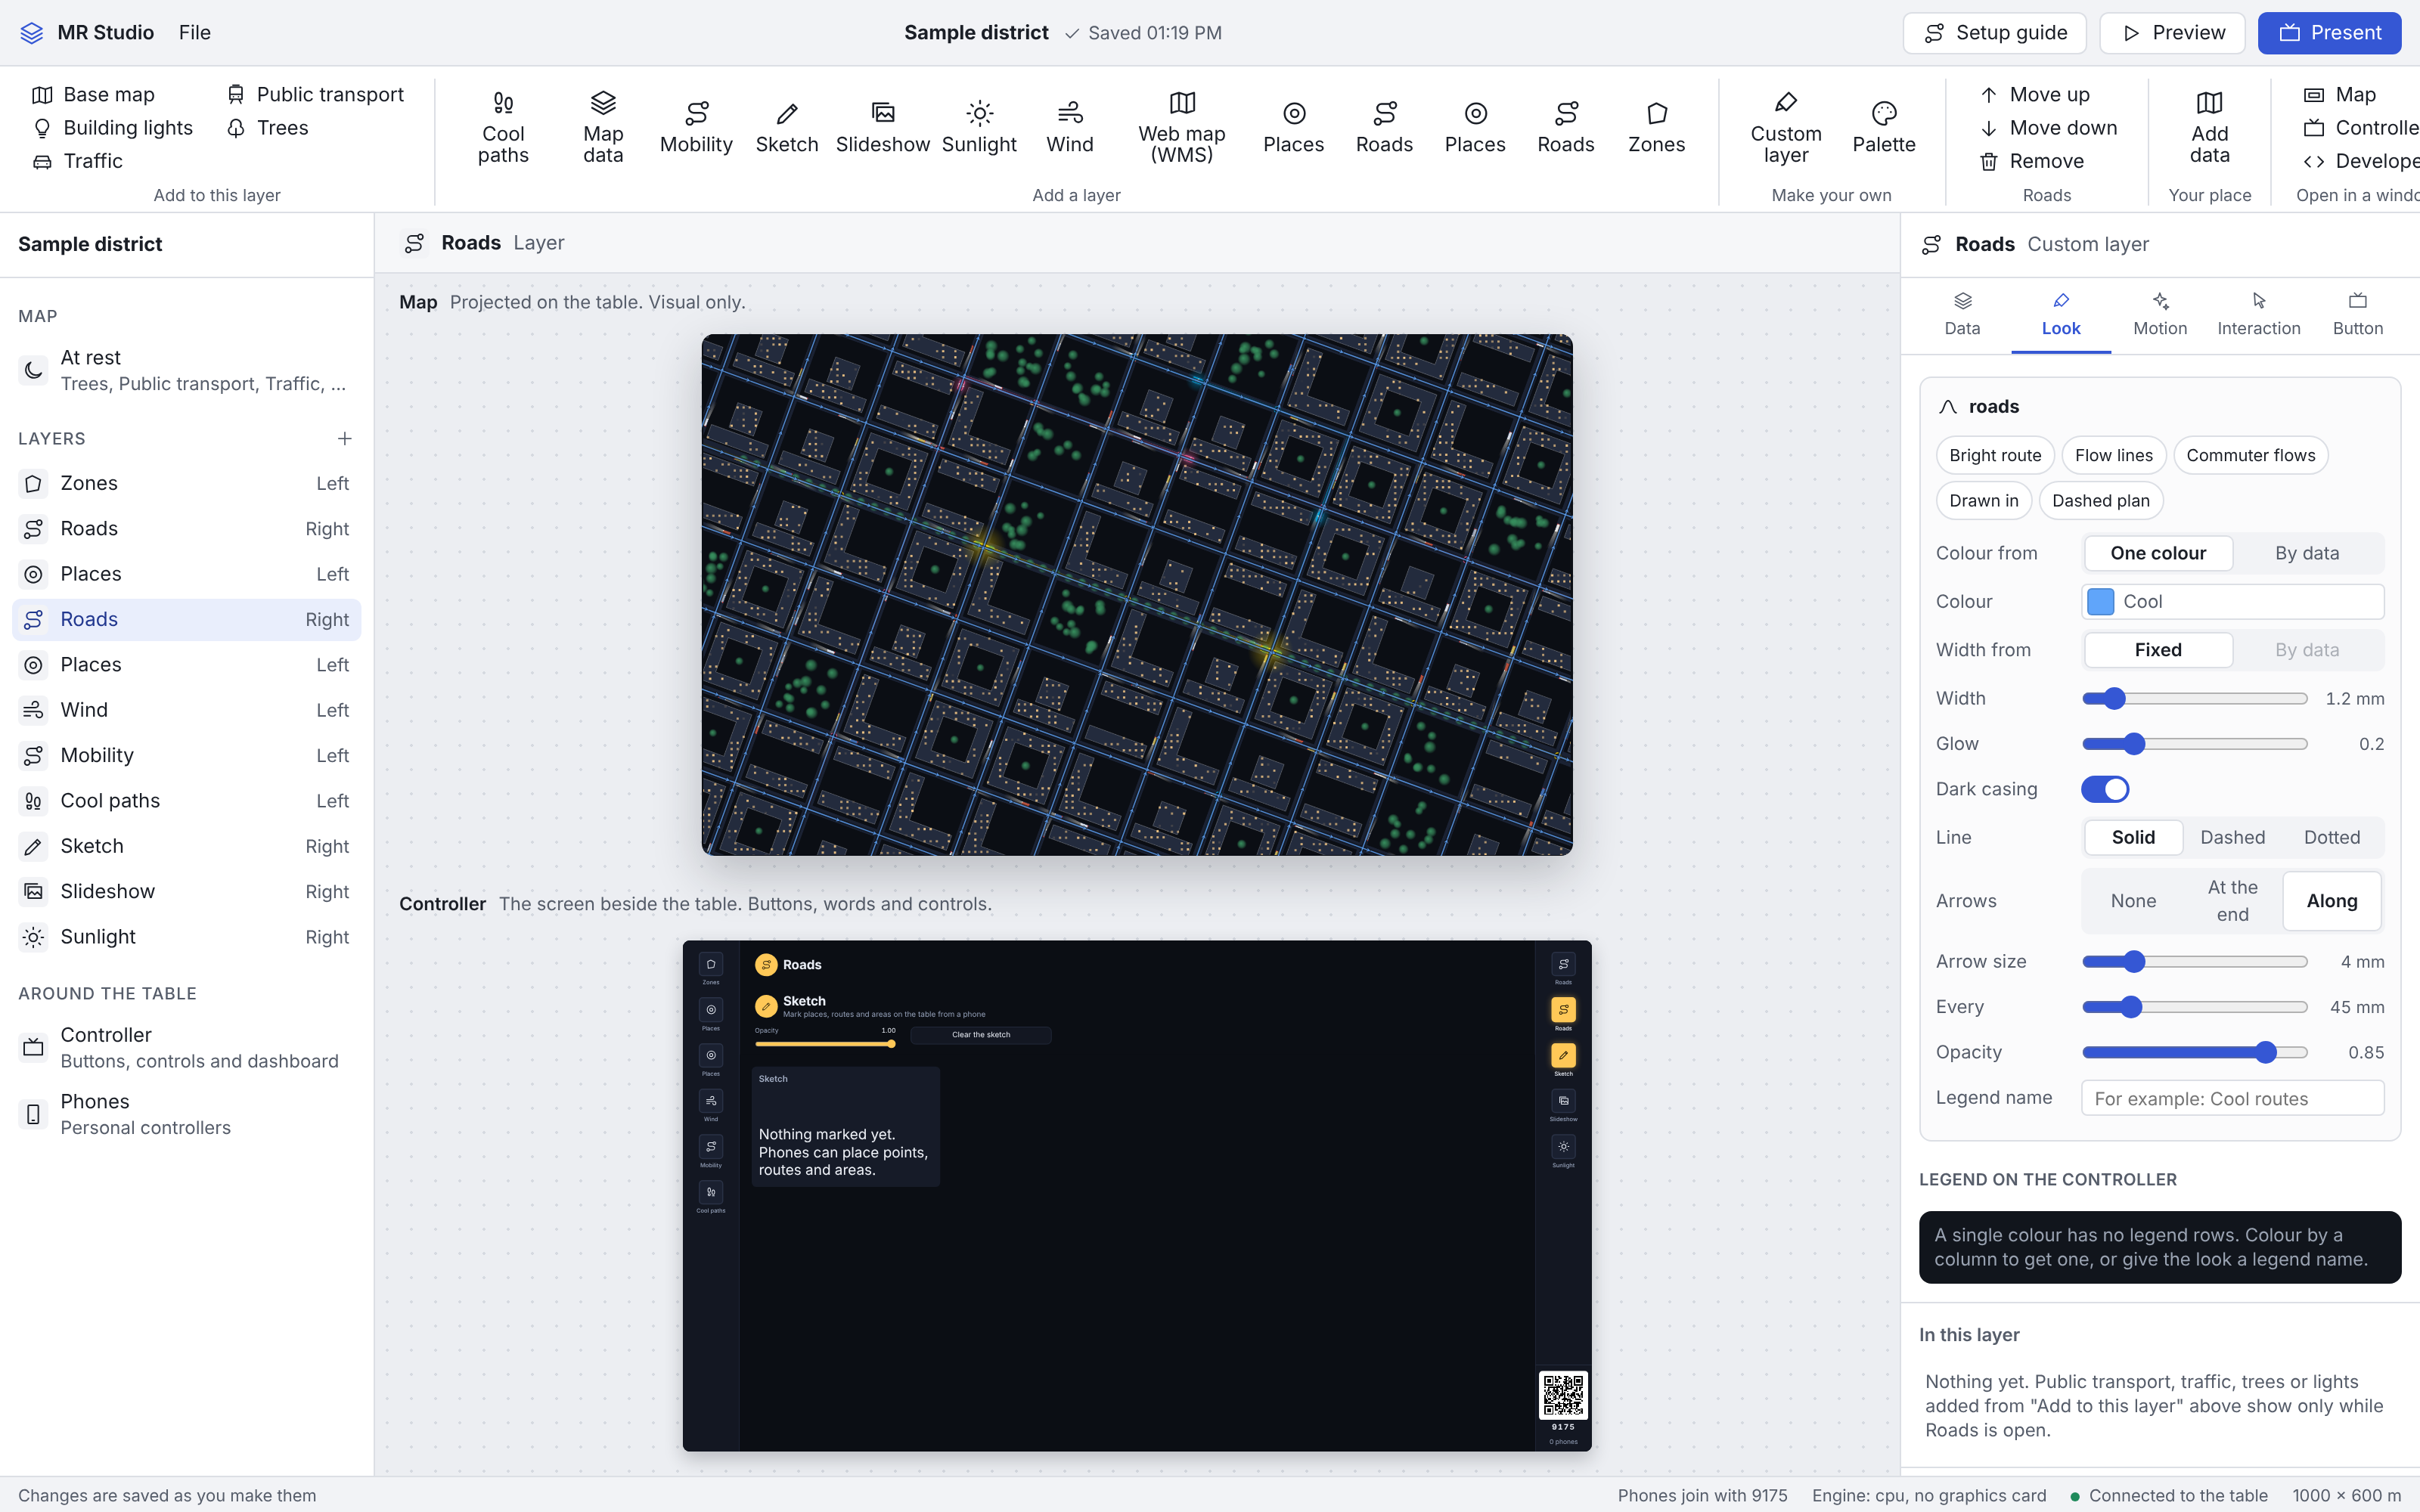 MR Studio File
Sample district Saved 01:19 PM
Setup guide Preview Present
Base map
Public transport
Building lights
Trees
Traffic
Add to this layer
Cool paths
Map data
Mobility
Sketch
Slideshow
Sunlight
Wind
Web map (WMS)
Places
Roads
Places
Roads
Zones
Add a layer
Custom layer
Palette
Make your own
Move up
Move down
Remove
Roads
Add data
Your place
Map
Controlle
Develope
Open in a windo
Sample district
MAP
At rest
Trees, Public transport, Traffic, ...
LAYERS
Zones Left
Roads Right
Places Left
Roads Right
Places Left
Wind Left
Mobility Left
Cool paths Left
Sketch Right
Slideshow Right
Sunlight Right
AROUND THE TABLE
Controller
Buttons, controls and dashboard
Phones
Personal controllers
Roads Layer
Map Projected on the table. Visual only.
Controller The screen beside the table. Buttons, words and controls.
Zones
Places
Places
Wind
Mobility
Cool paths
Roads
Sketch
Mark places, routes and areas on the table from a phone
Opacity 1.00
Clear the sketch
Sketch
Nothing marked yet.
Phones can place points,
routes and areas.
Roads
Roads
Sketch
Slideshow
Sunlight
9175
0 phones
Roads Custom layer
Data Look Motion Interaction Button
roads
Bright route Flow lines Commuter flows
Drawn in Dashed plan
Colour from One colour By data
Colour Cool
Width from Fixed By data
Width 1.2 mm
Glow 0.2
Dark casing
Line Solid Dashed Dotted
Arrows None At the end Along
Arrow size 4 mm
Every 45 mm
Opacity 0.85
Legend name For example: Cool routes
LEGEND ON THE CONTROLLER
A single colour has no legend rows. Colour by a
column to get one, or give the look a legend name.
In this layer
Nothing yet. Public transport, traffic, trees or lights
added from "Add to this layer" above show only while
Roads is open.
Changes are saved as you make them
Phones join with 9175 Engine: cpu, no graphics card Connected to the table 1000 × 600 m